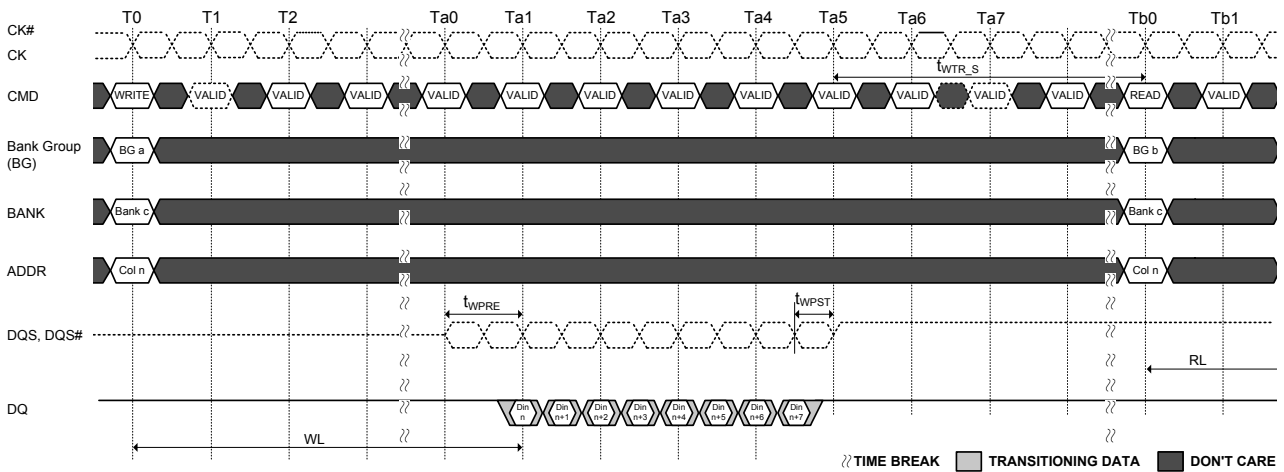 T0 T1 T2 Ta0 Ta1 Ta2 Ta3 Ta4 Ta5 Ta6 Ta7 Tb0 Tb1
CK#
CK
tWTR_S
CMD WRITE VALID VALID VALID VALID VALID VALID VALID VALID VALID VALID VALID VALID READ VALID
Bank Group
(BG) BG a BG b
BANK Bank c Bank c
ADDR Col n Col n
tWPRE tWPST
DQS, DQS#
RL
DQ Din n Din n+1 Din n+2 Din n+3 Din n+4 Din n+5 Din n+6 Din n+7
WL
TIME BREAK TRANSITIONING DATA DON'T CARE